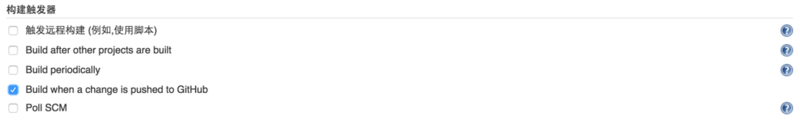 构建触发器
触发远程构建 (例如,使用脚本)
Build after other projects are built
Build periodically
Build when a change is pushed to GitHub
Poll SCM